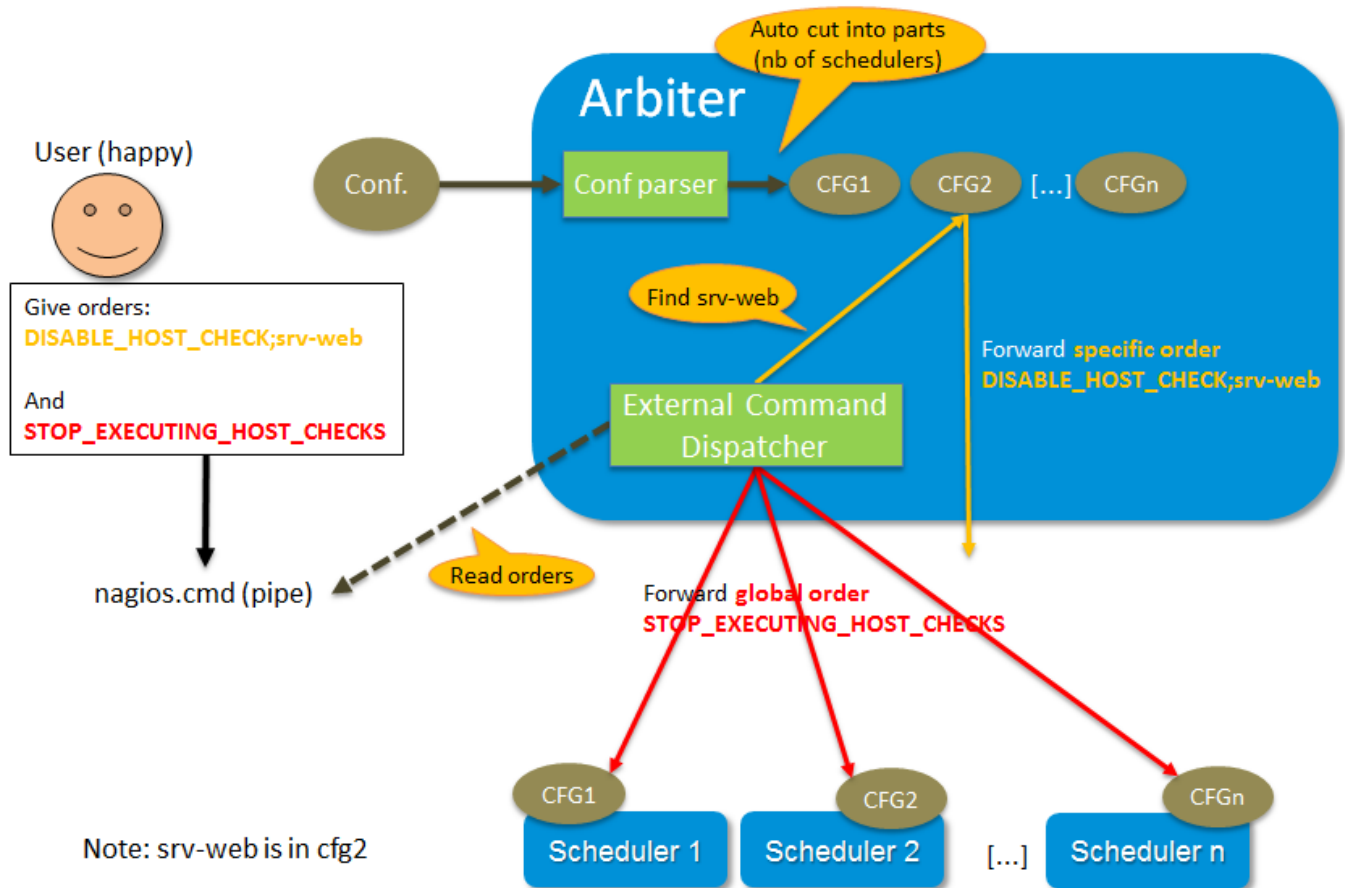 Auto cut into parts
(nb of schedulers)
Arbiter
User (happy)
Conf.
Conf parser
CFG1
CFG2
[...]
CFGn
Find srv-web
Give orders:
DISABLE_HOST_CHECK;srv-web
And
STOP_EXECUTING_HOST_CHECKS
Forward specific order
DISABLE_HOST_CHECK;srv-web
External Command
Dispatcher
Read orders
nagios.cmd (pipe)
Forward global order
STOP_EXECUTING_HOST_CHECKS
CFG1
CFG2
CFGn
Note: srv-web is in cfg2
Scheduler 1
Scheduler 2
[...]
Scheduler n